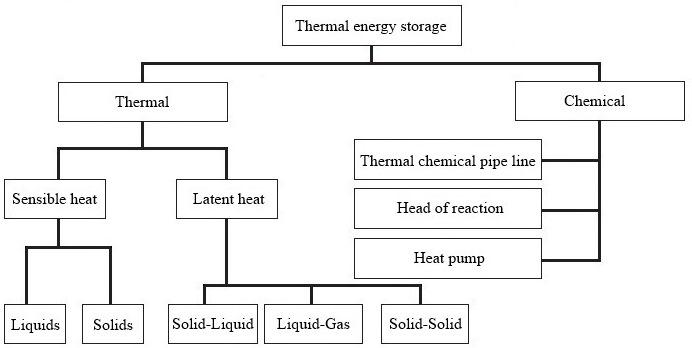 Thermal energy storage
Thermal
Chemical
Thermal chemical pipe line
Sensible heat
Latent heat
Head of reaction
Heat pump
Liquids
Solids
Solid-Liquid
Liquid-Gas
Solid-Solid